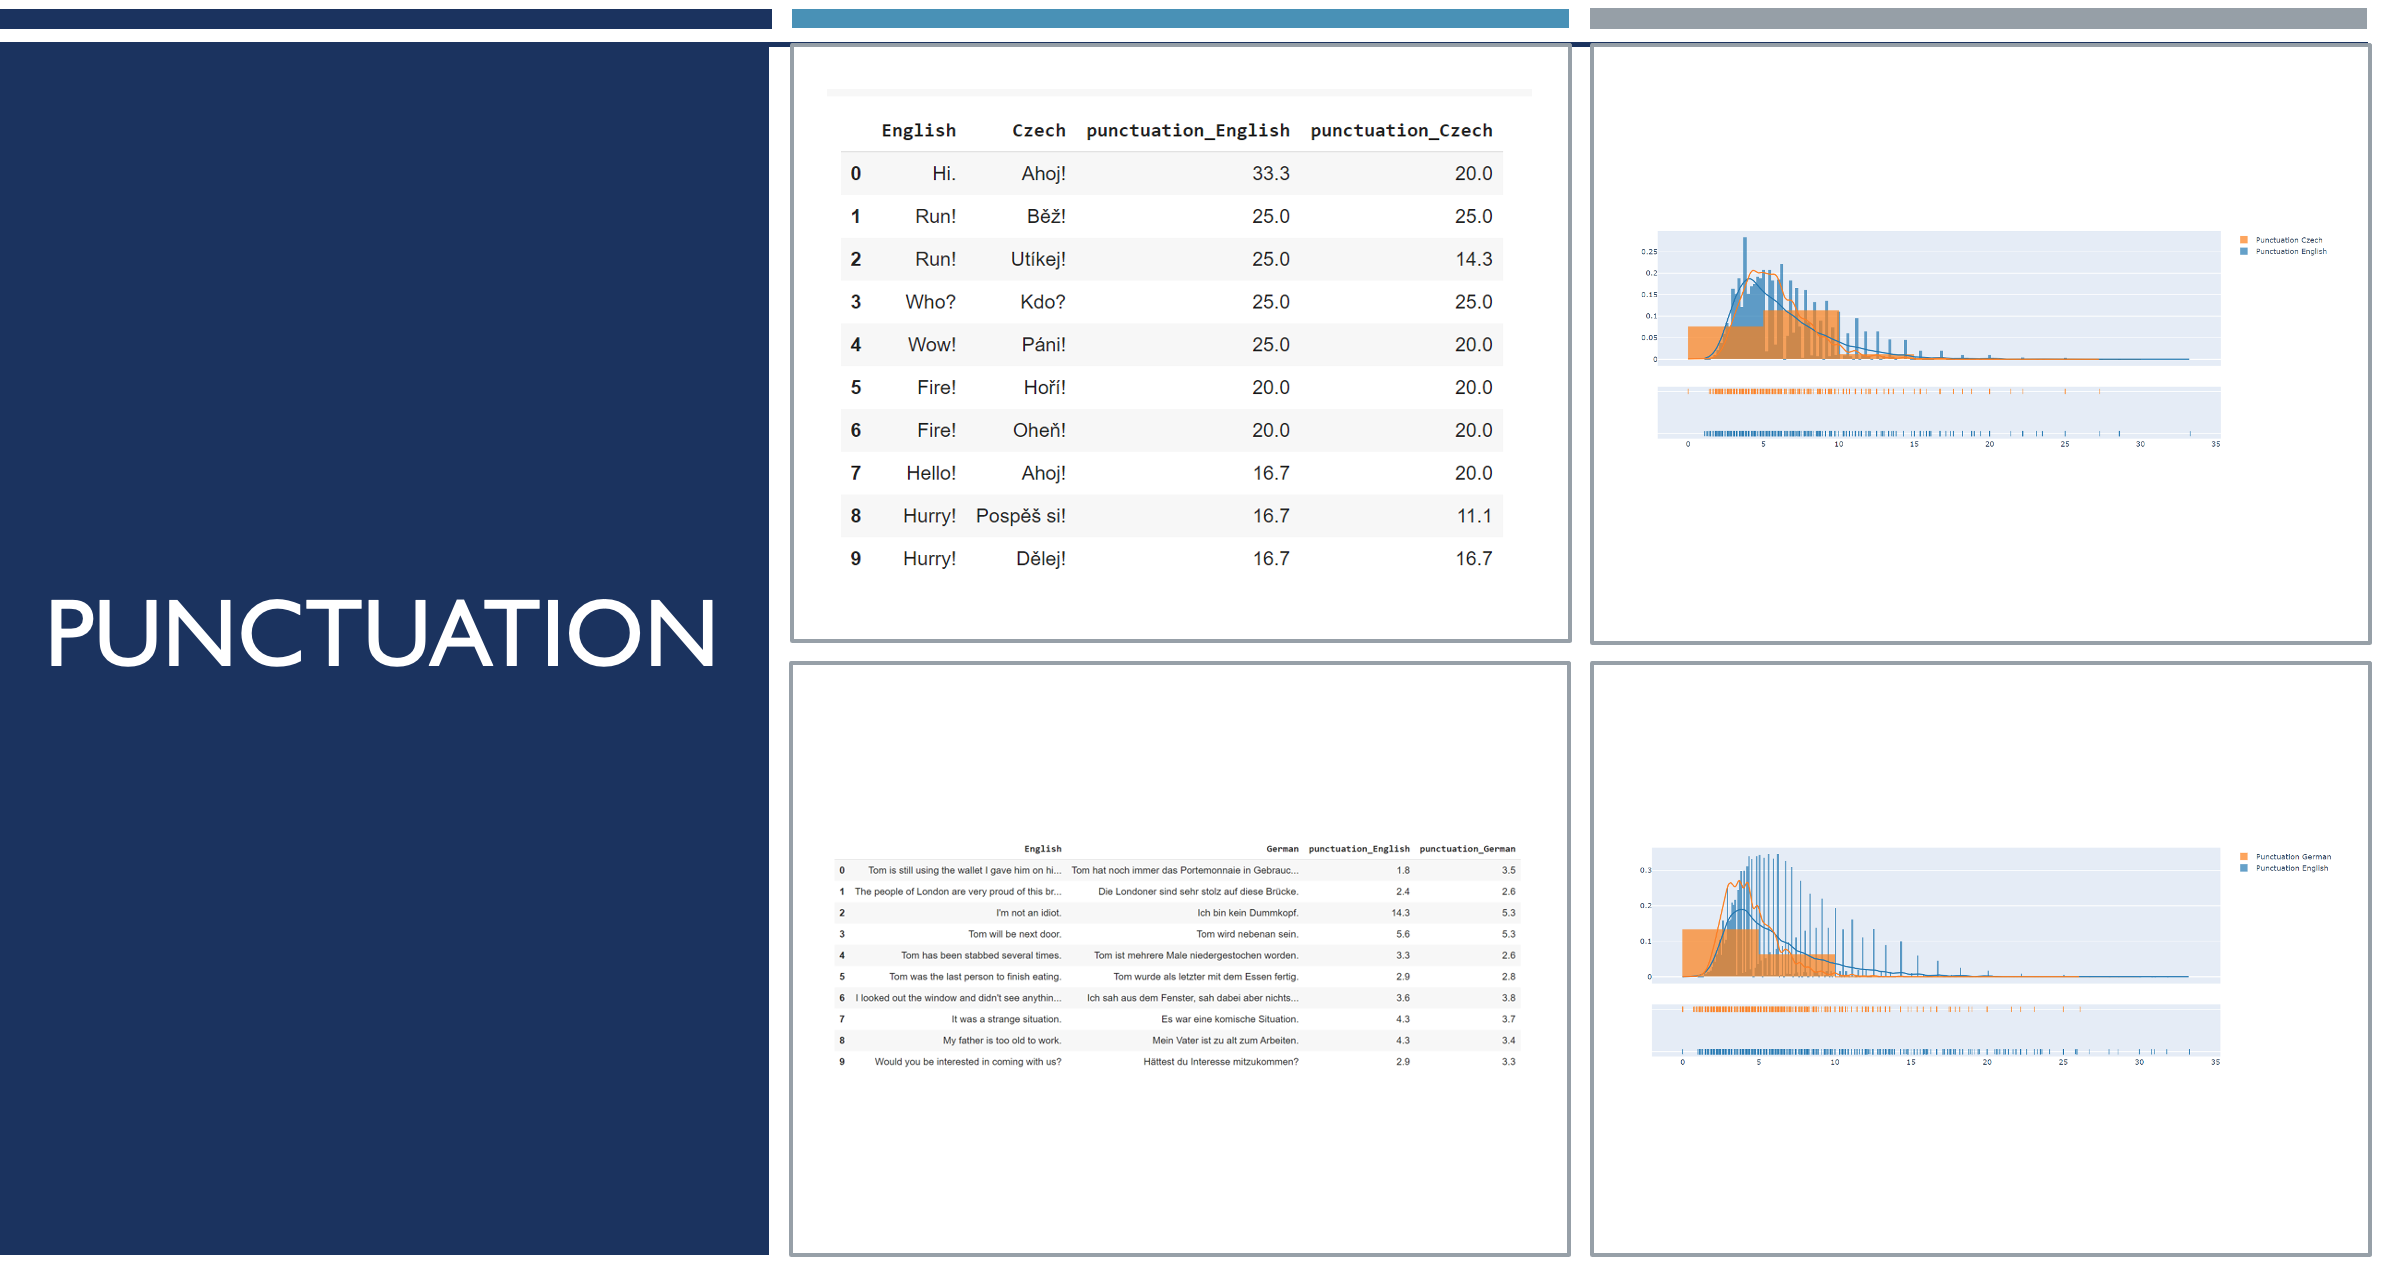 PUNCTUATION
English Czech punctuation_English punctuation_Czech
0 Hi. Ahoj! 33.3 20.0
1 Run! Běž! 25.0 25.0
2 Run! Utíkej! 25.0 14.3
3 Who? Kdo? 25.0 25.0
4 Wow! Páni! 25.0 20.0
5 Fire! Hoří! 20.0 20.0
6 Fire! Oheň! 20.0 20.0
7 Hello! Ahoj! 16.7 20.0
8 Hurry! Pospěš si! 16.7 11.1
9 Hurry! Dělej! 16.7 16.7
Punctuation Czech
Punctuation English
0.25
0.2
0.15
0.1
0.05
0
0 5 10 15 20 25 30 35
English German punctuation_English punctuation_German
0 Tom is still using the wallet I gave him on hi... Tom hat noch immer das Portemonnaie in Gebrauc... 1.8 3.5
1 The people of London are very proud of this br... Die Londoner sind sehr stolz auf diese Brücke. 2.4 2.6
2 I'm not an idiot. Ich bin kein Dummkopf. 14.3 5.3
3 Tom will be next door. Tom wird nebenan sein. 5.6 5.3
4 Tom has been stabbed several times. Tom ist mehrere Male niedergestochen worden. 3.3 2.6
5 Tom was the last person to finish eating. Tom wurde als letzter mit dem Essen fertig. 2.9 2.8
6 I looked out the window and didn't see anythin... Ich sah aus dem Fenster, sah dabei aber nichts... 3.6 3.8
7 It was a strange situation. Es war eine komische Situation. 4.3 3.7
8 My father is too old to work. Mein Vater ist zu alt zum Arbeiten. 4.3 3.4
9 Would you be interested in coming with us? Hättest du Interesse mitzukommen? 2.9 3.3
Punctuation German
Punctuation English
0.3
0.2
0.1
0
0 5 10 15 20 25 30 35